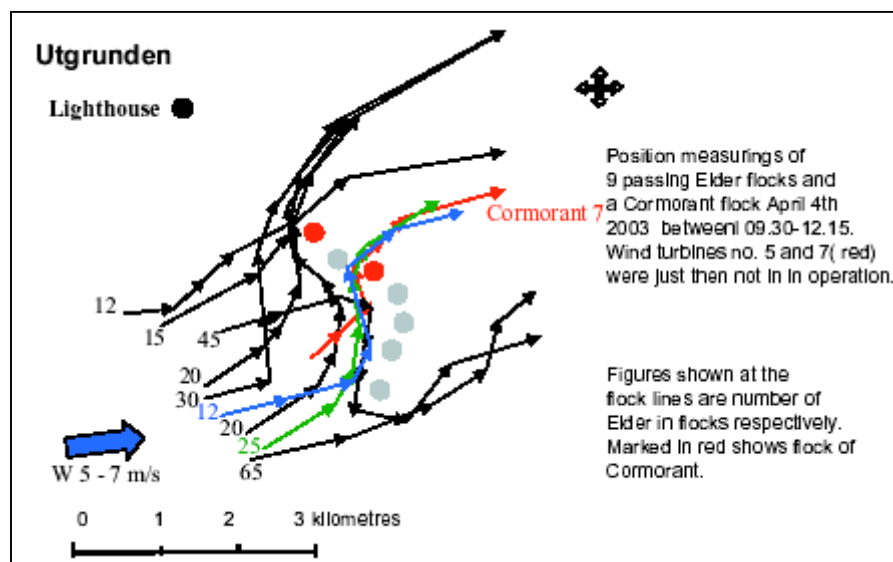 Utgrunden
Lighthouse
Position measurings of
9 passing Elder flocks and
a Cormorant flock April 4th
2003 betweenl 09.30-12.15.
Wind turbines no. 5 and 7( red)
were just then not in in operation.
Cormorant 7
12
15
45
20
30
12
20
25
65
Figures shown at the
flock lines are number of
Elder in flocks respectively.
Marked in red shows flock of
Cormorant.
W 5 - 7 m/s
0 1 2 3 kilometres